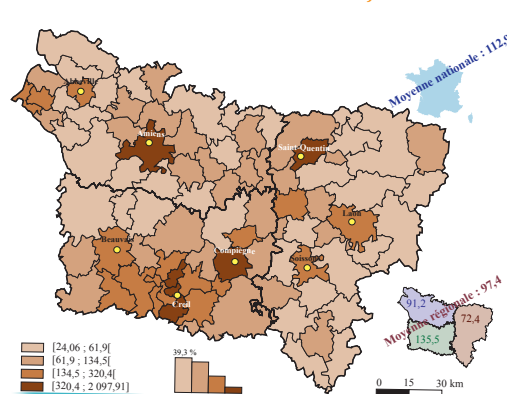 Moyenne nationale : 112,9
Abbeville
Amiens
Saint-Quentin
Laon
Beauvais
Compiègne
Soissons
Creil
Moyenne régionale : 97,4
91,2
72,4
135,5
[24,06 ; 61,9[
[61,9 ; 134,5[
[134,5 ; 320,4[
[320,4 ; 2 097,91]
39,3 %
0 15 30 km